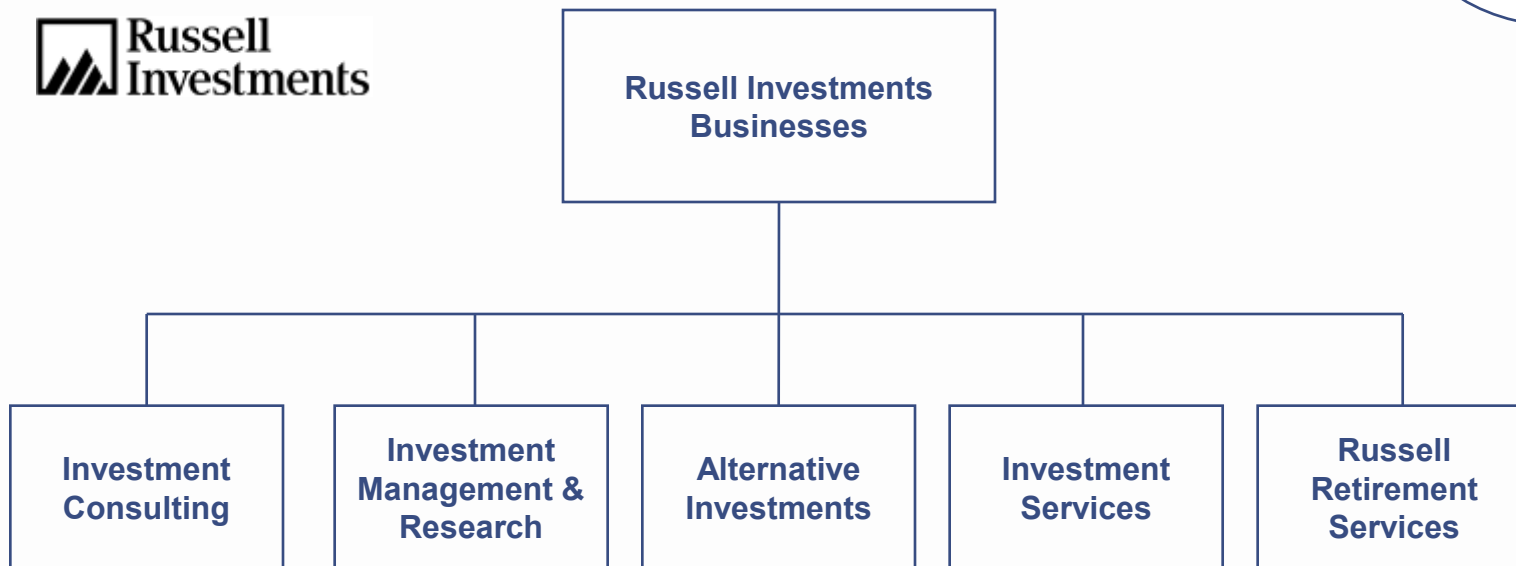 Russell
Investments
Russell Investments
Businesses
Investment
Consulting
Investment
Management &
Research
Alternative
Investments
Investment
Services
Russell
Retirement
Services